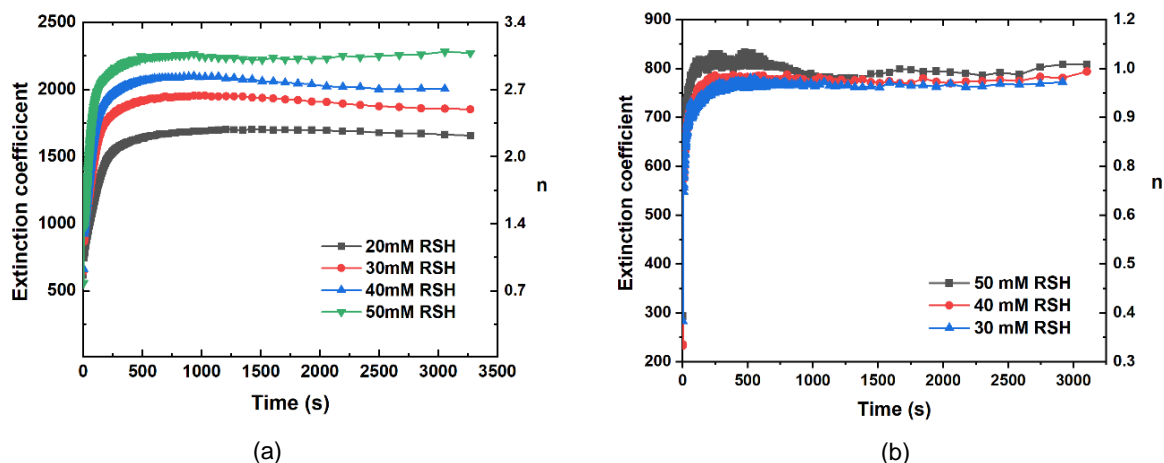 Extinction coefficicent
2500
2000
1500
1000
500
3.4
2.7
2.0
1.4
0.7
n
20mM RSH
30mM RSH
40mM RSH
50mM RSH
0 500 1000 1500 2000 2500 3000 3500
Time (s)
(a)
Extinction coefficient
900
800
700
600
500
400
300
200
1.2
1.0
0.9
0.8
0.6
0.5
0.4
0.3
n
50 mM RSH
40 mM RSH
30 mM RSH
0 500 1000 1500 2000 2500 3000
Time (s)
(b)